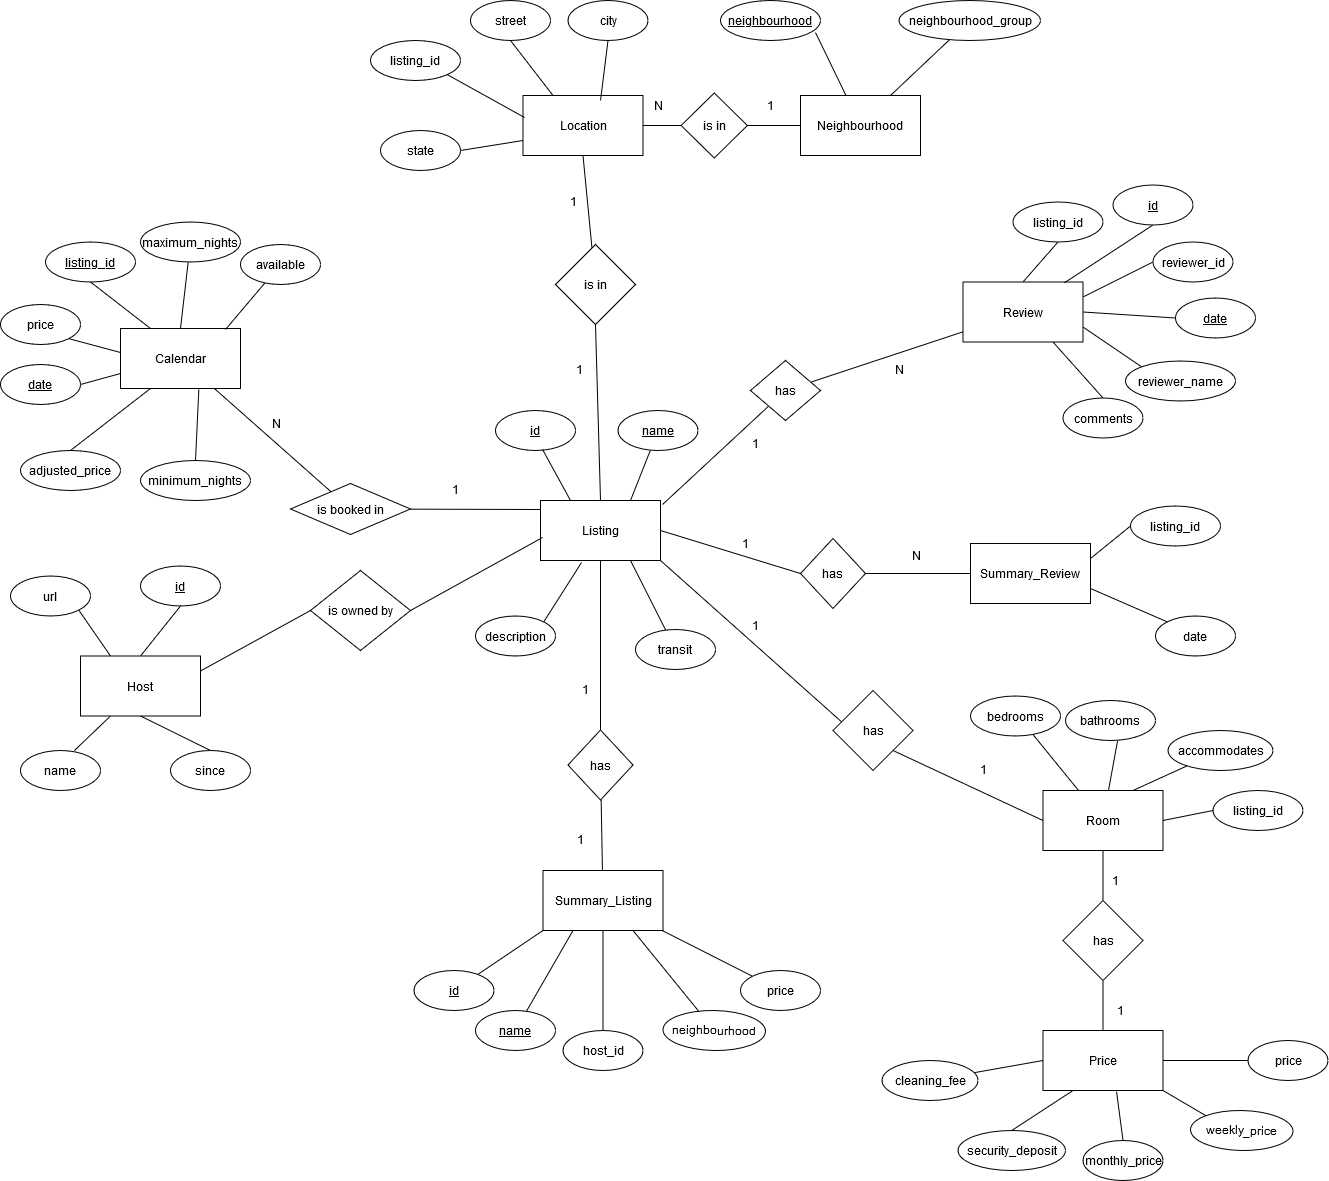 street
city
neighbourhood
neighbourhood_group
listing_id
N
1
Location
is in
Neighbourhood
state
1
listing_id
id
maximum_nights
listing_id
available
reviewer_id
is in
Review
date
price
Calendar
1
N
date
has
reviewer_name
comments
N
id
name
1
adjusted_price
minimum_nights
1
is booked in
Listing
listing_id
1
N
has
Summary_Review
id
url
is owned by
1
description
date
transit
Host
1
bedrooms
bathrooms
has
accommodates
has
name
since
1
listing_id
Room
1
1
Summary_Listing
has
id
price
1
name
neighbourhood
host_id
Price
price
cleaning_fee
weekly_price
security_deposit
monthly_price